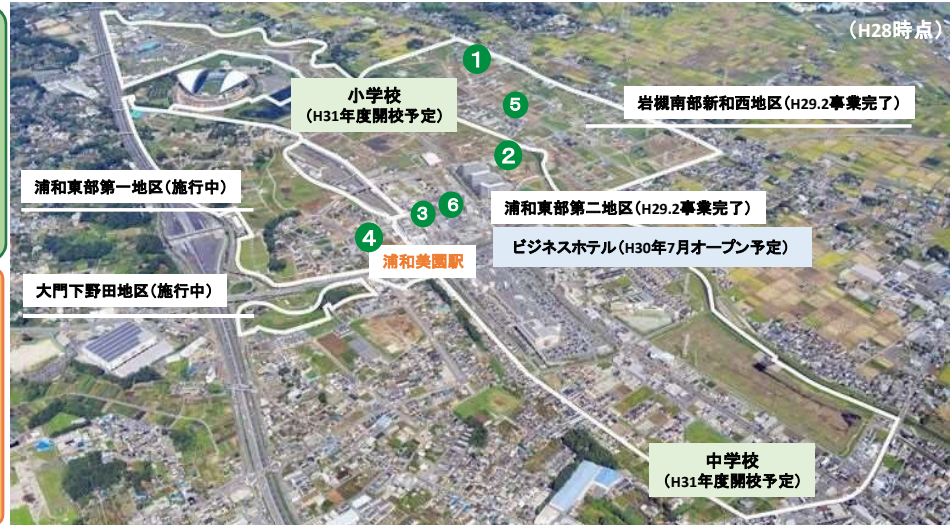 （H28時点）
1
小学校
（H31年度開校予定）
5
岩槻南部新和西地区（H29.2事業完了）
2
浦和東部第一地区（施行中）
3
6
浦和東部第二地区（H29.2事業完了）
4
ビジネスホテル（H30年7月オープン予定）
浦和美園駅
大門下野田地区（施行中）
中学校
（H31年度開校予定）